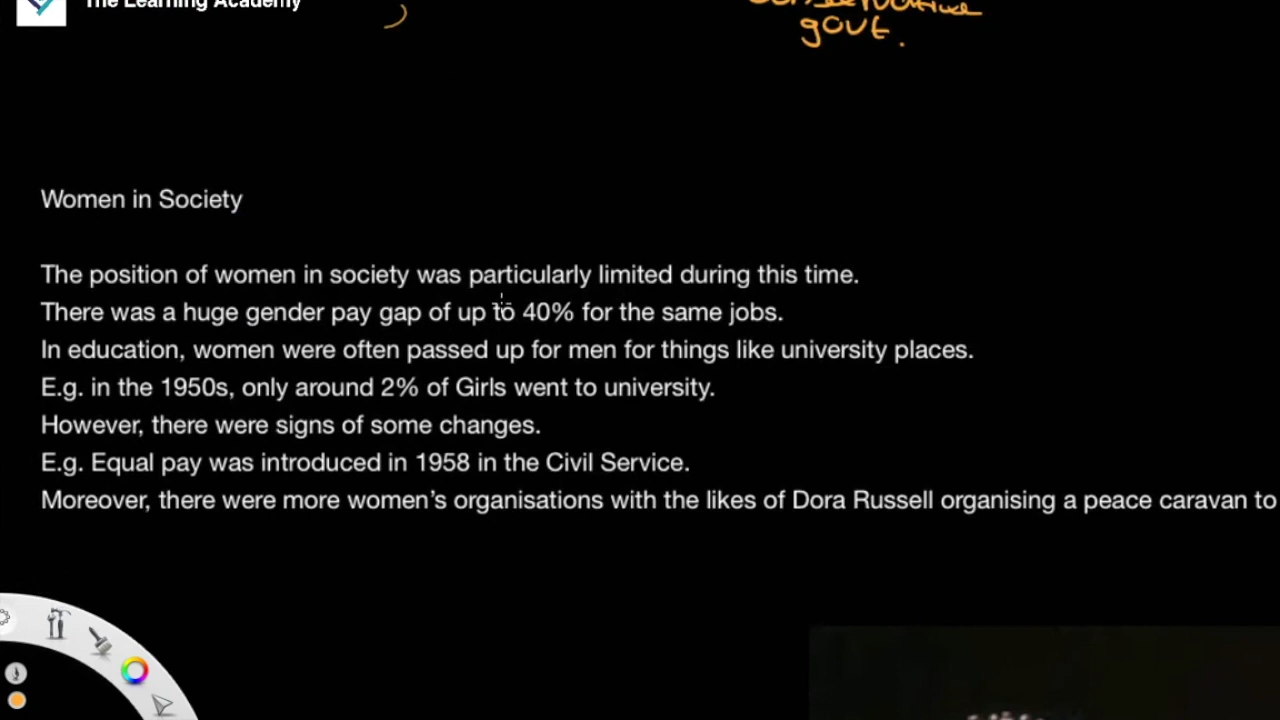 The Learning Academy
conservative
govt.
Women in Society
The position of women in society was particularly limited during this time.
There was a huge gender pay gap of up to 40% for the same jobs.
In education, women were often passed up for men for things like university places.
E.g. in the 1950s, only around 2% of Girls went to university.
However, there were signs of some changes.
E.g. Equal pay was introduced in 1958 in the Civil Service.
Moreover, there were more women’s organisations with the likes of Dora Russell organising a peace caravan to